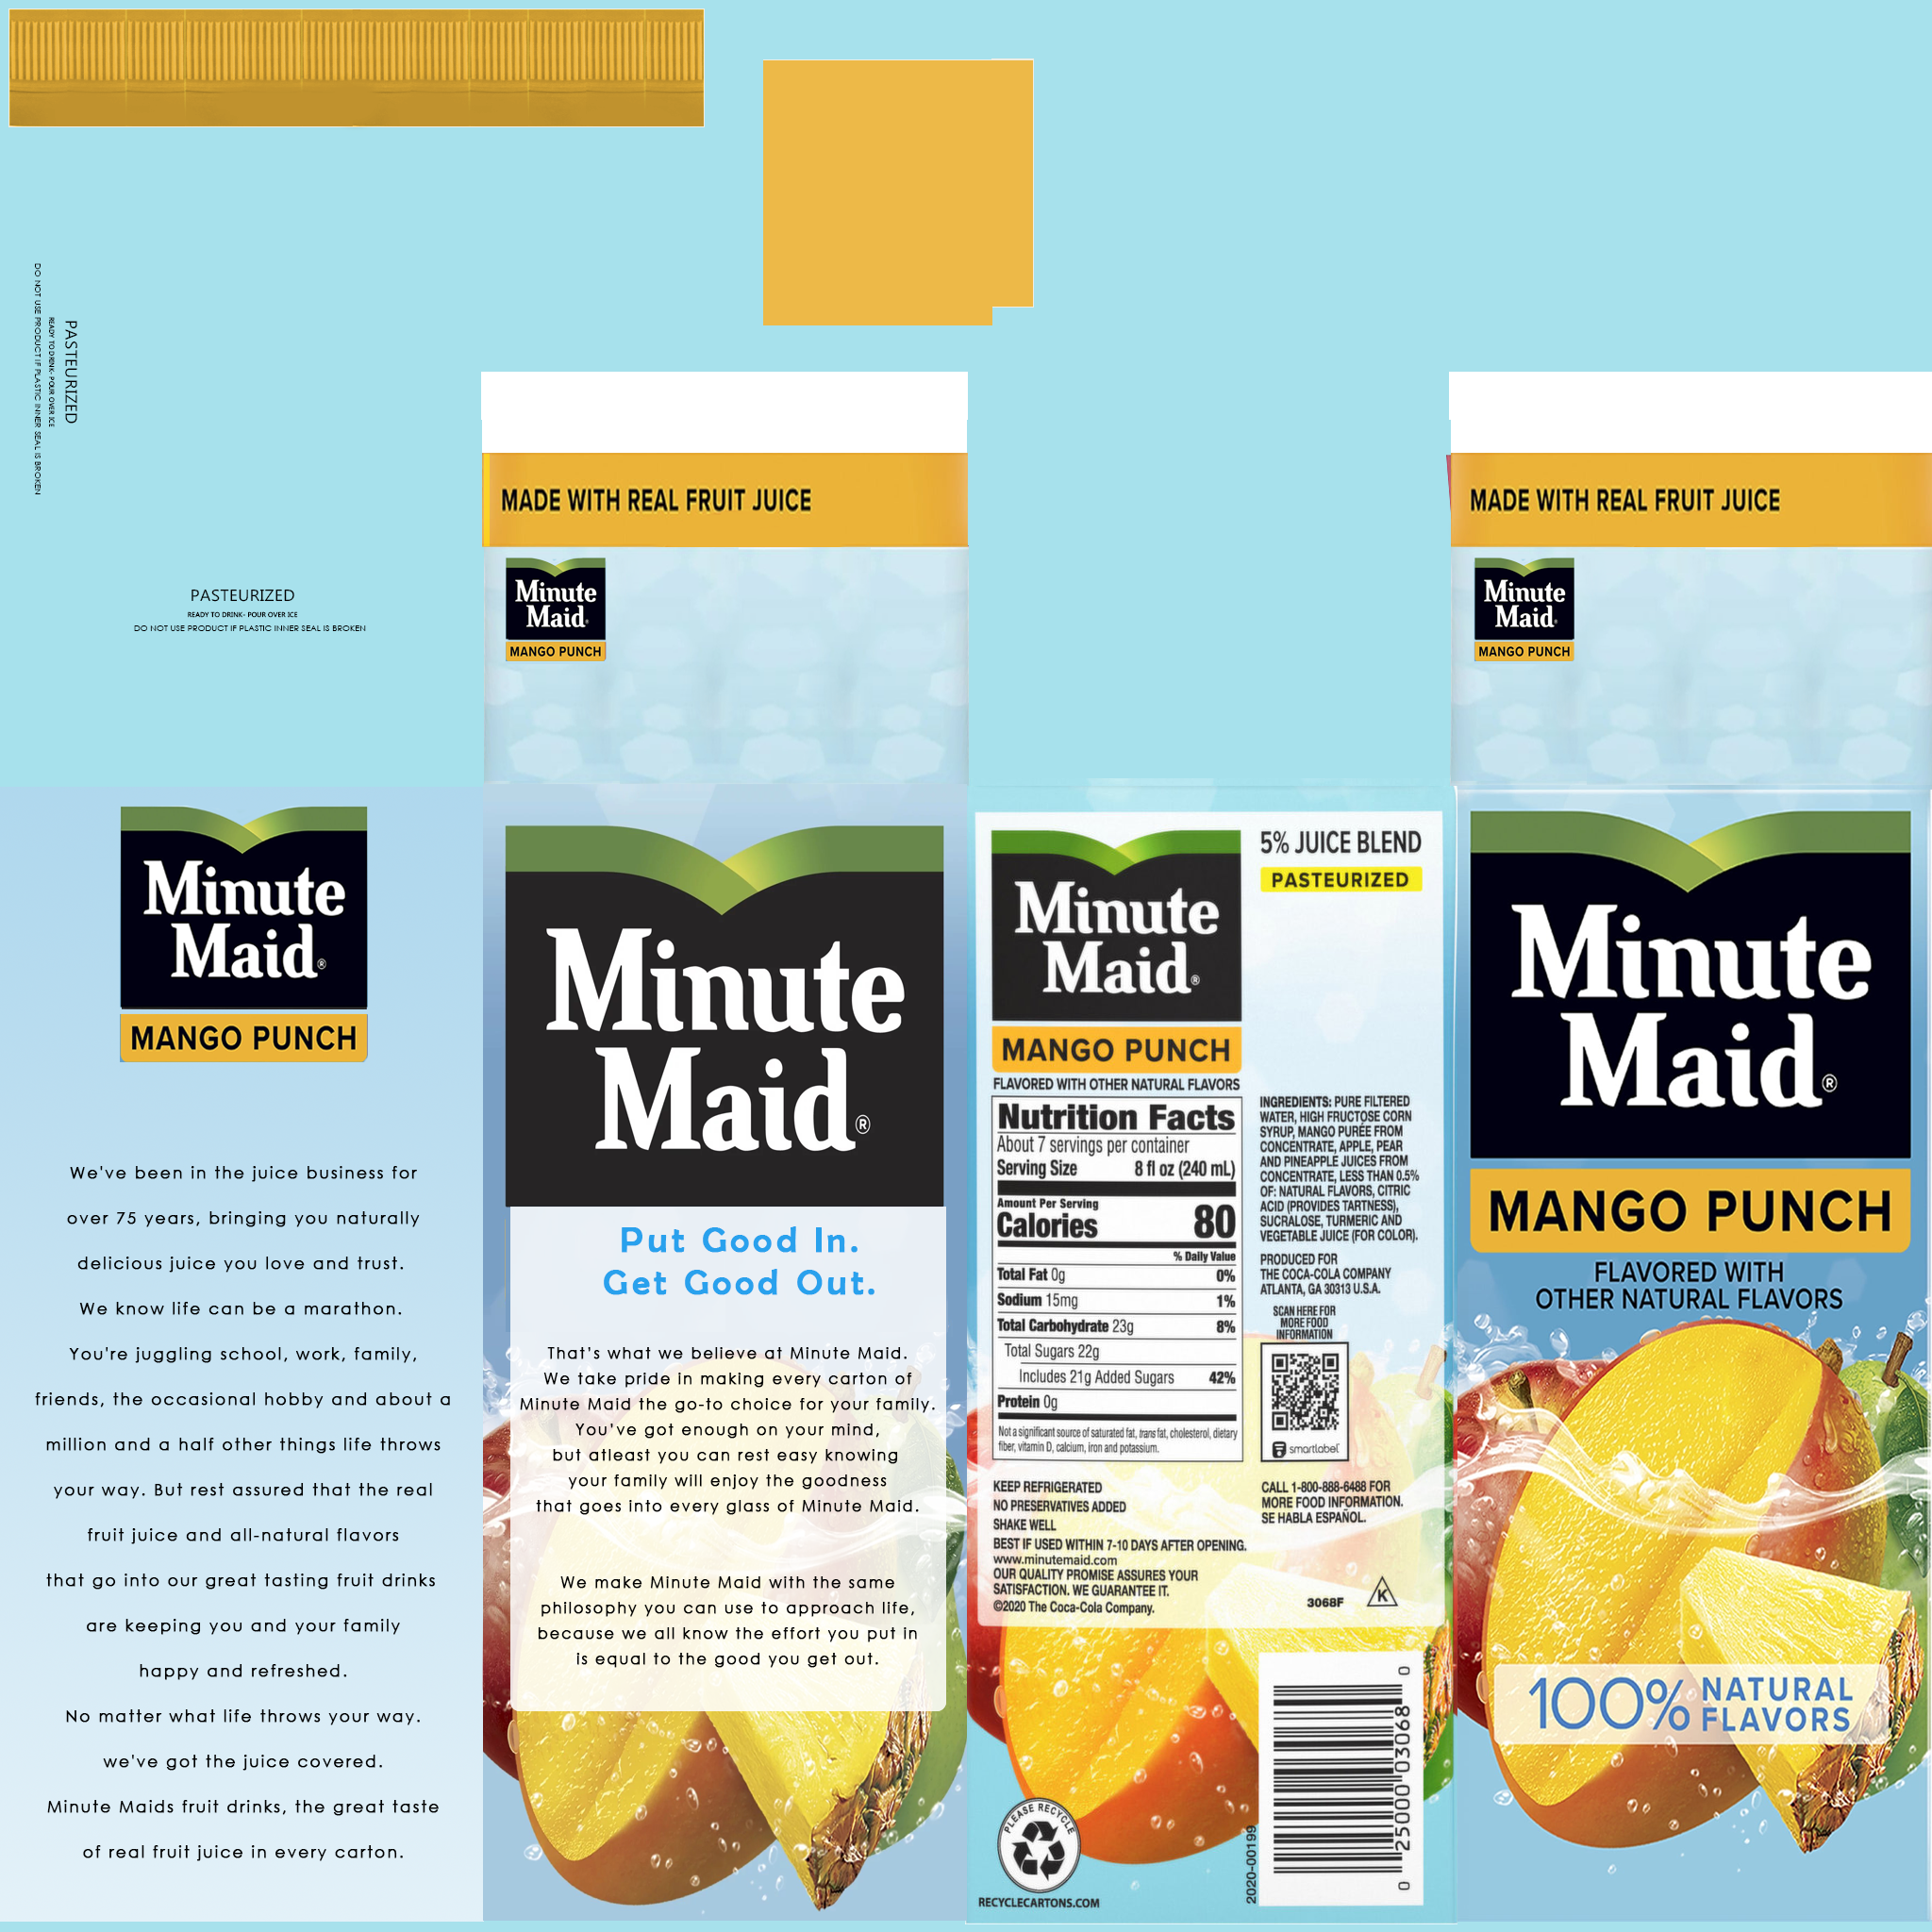 DO NOT USE PRODUCT IF PLASTIC INNER SEAL IS BROKEN
READY TO DRINK- POUR OVER ICE
PASTEURIZED
PASTEURIZED
READY TO DRINK- POUR OVER ICE
DO NOT USE PRODUCT IF PLASTIC INNER SEAL IS BROKEN
MADE WITH REAL FRUIT JUICE
Minute
Maid®
MANGO PUNCH
MADE WITH REAL FRUIT JUICE
Minute
Maid®
MANGO PUNCH
Minute
Maid®
MANGO PUNCH
We've been in the juice business for
over 75 years, bringing you naturally
delicious juice you love and trust.
We know life can be a marathon.
You're juggling school, work, family,
friends, the occasional hobby and about a
million and a half other things life throws
your way. But rest assured that the real
fruit juice and all-natural flavors
that go into our great tasting fruit drinks
are keeping you and your family
happy and refreshed.
No matter what life throws your way.
we've got the juice covered.
Minute Maids fruit drinks, the great taste
of real fruit juice in every carton.
Minute
Maid®
Put Good In.
Get Good Out.
That's what we believe at Minute Maid.
We take pride in making every carton of
Minute Maid the go-to choice for your family.
You've got enough on your mind,
but atleast you can rest easy knowing
your family will enjoy the goodness
that goes into every glass of Minute Maid.
We make Minute Maid with the same
philosophy you can use to approach life,
because we all know the effort you put in
is equal to the good you get out.
Minute
Maid®
MANGO PUNCH
FLAVORED WITH OTHER NATURAL FLAVORS
Nutrition Facts
About 7 servings per container
Serving Size 8 fl oz (240 mL)
Amount Per Serving
Calories 80
% Daily Value
Total Fat 0g 0%
Sodium 15mg 1%
Total Carbohydrate 23g 8%
Total Sugars 22g
Includes 21g Added Sugars 42%
Protein 0g
Not a significant source of saturated fat, trans fat, cholesterol, dietary
fiber, vitamin D, calcium, iron and potassium.
KEEP REFRIGERATED
NO PRESERVATIVES ADDED
SHAKE WELL
BEST IF USED WITHIN 7-10 DAYS AFTER OPENING.
www.minutemaid.com
OUR QUALITY PROMISE ASSURES YOUR
SATISFACTION. WE GUARANTEE IT.
©2020 The Coca-Cola Company.
5% JUICE BLEND
PASTEURIZED
INGREDIENTS: PURE FILTERED
WATER, HIGH FRUCTOSE CORN
SYRUP, MANGO PURÉE FROM
CONCENTRATE, APPLE, PEAR
AND PINEAPPLE JUICES FROM
CONCENTRATE, LESS THAN 0.5%
OF: NATURAL FLAVORS, CITRIC
ACID (PROVIDES TARTNESS),
SUCRALOSE, TURMERIC AND
VEGETABLE JUICE (FOR COLOR).
PRODUCED FOR
THE COCA-COLA COMPANY
ATLANTA, GA 30313 U.S.A.
SCAN HERE FOR
MORE FOOD
INFORMATION
smartlabel
CALL 1-800-888-6488 FOR
MORE FOOD INFORMATION.
SE HABLA ESPAÑOL.
3068F
K
PLEASE RECYCLE
RECYCLECARTONS.COM
2020-00199
0 25000 03068 0
Minute
Maid®
MANGO PUNCH
FLAVORED WITH
OTHER NATURAL FLAVORS
100% NATURAL
FLAVORS